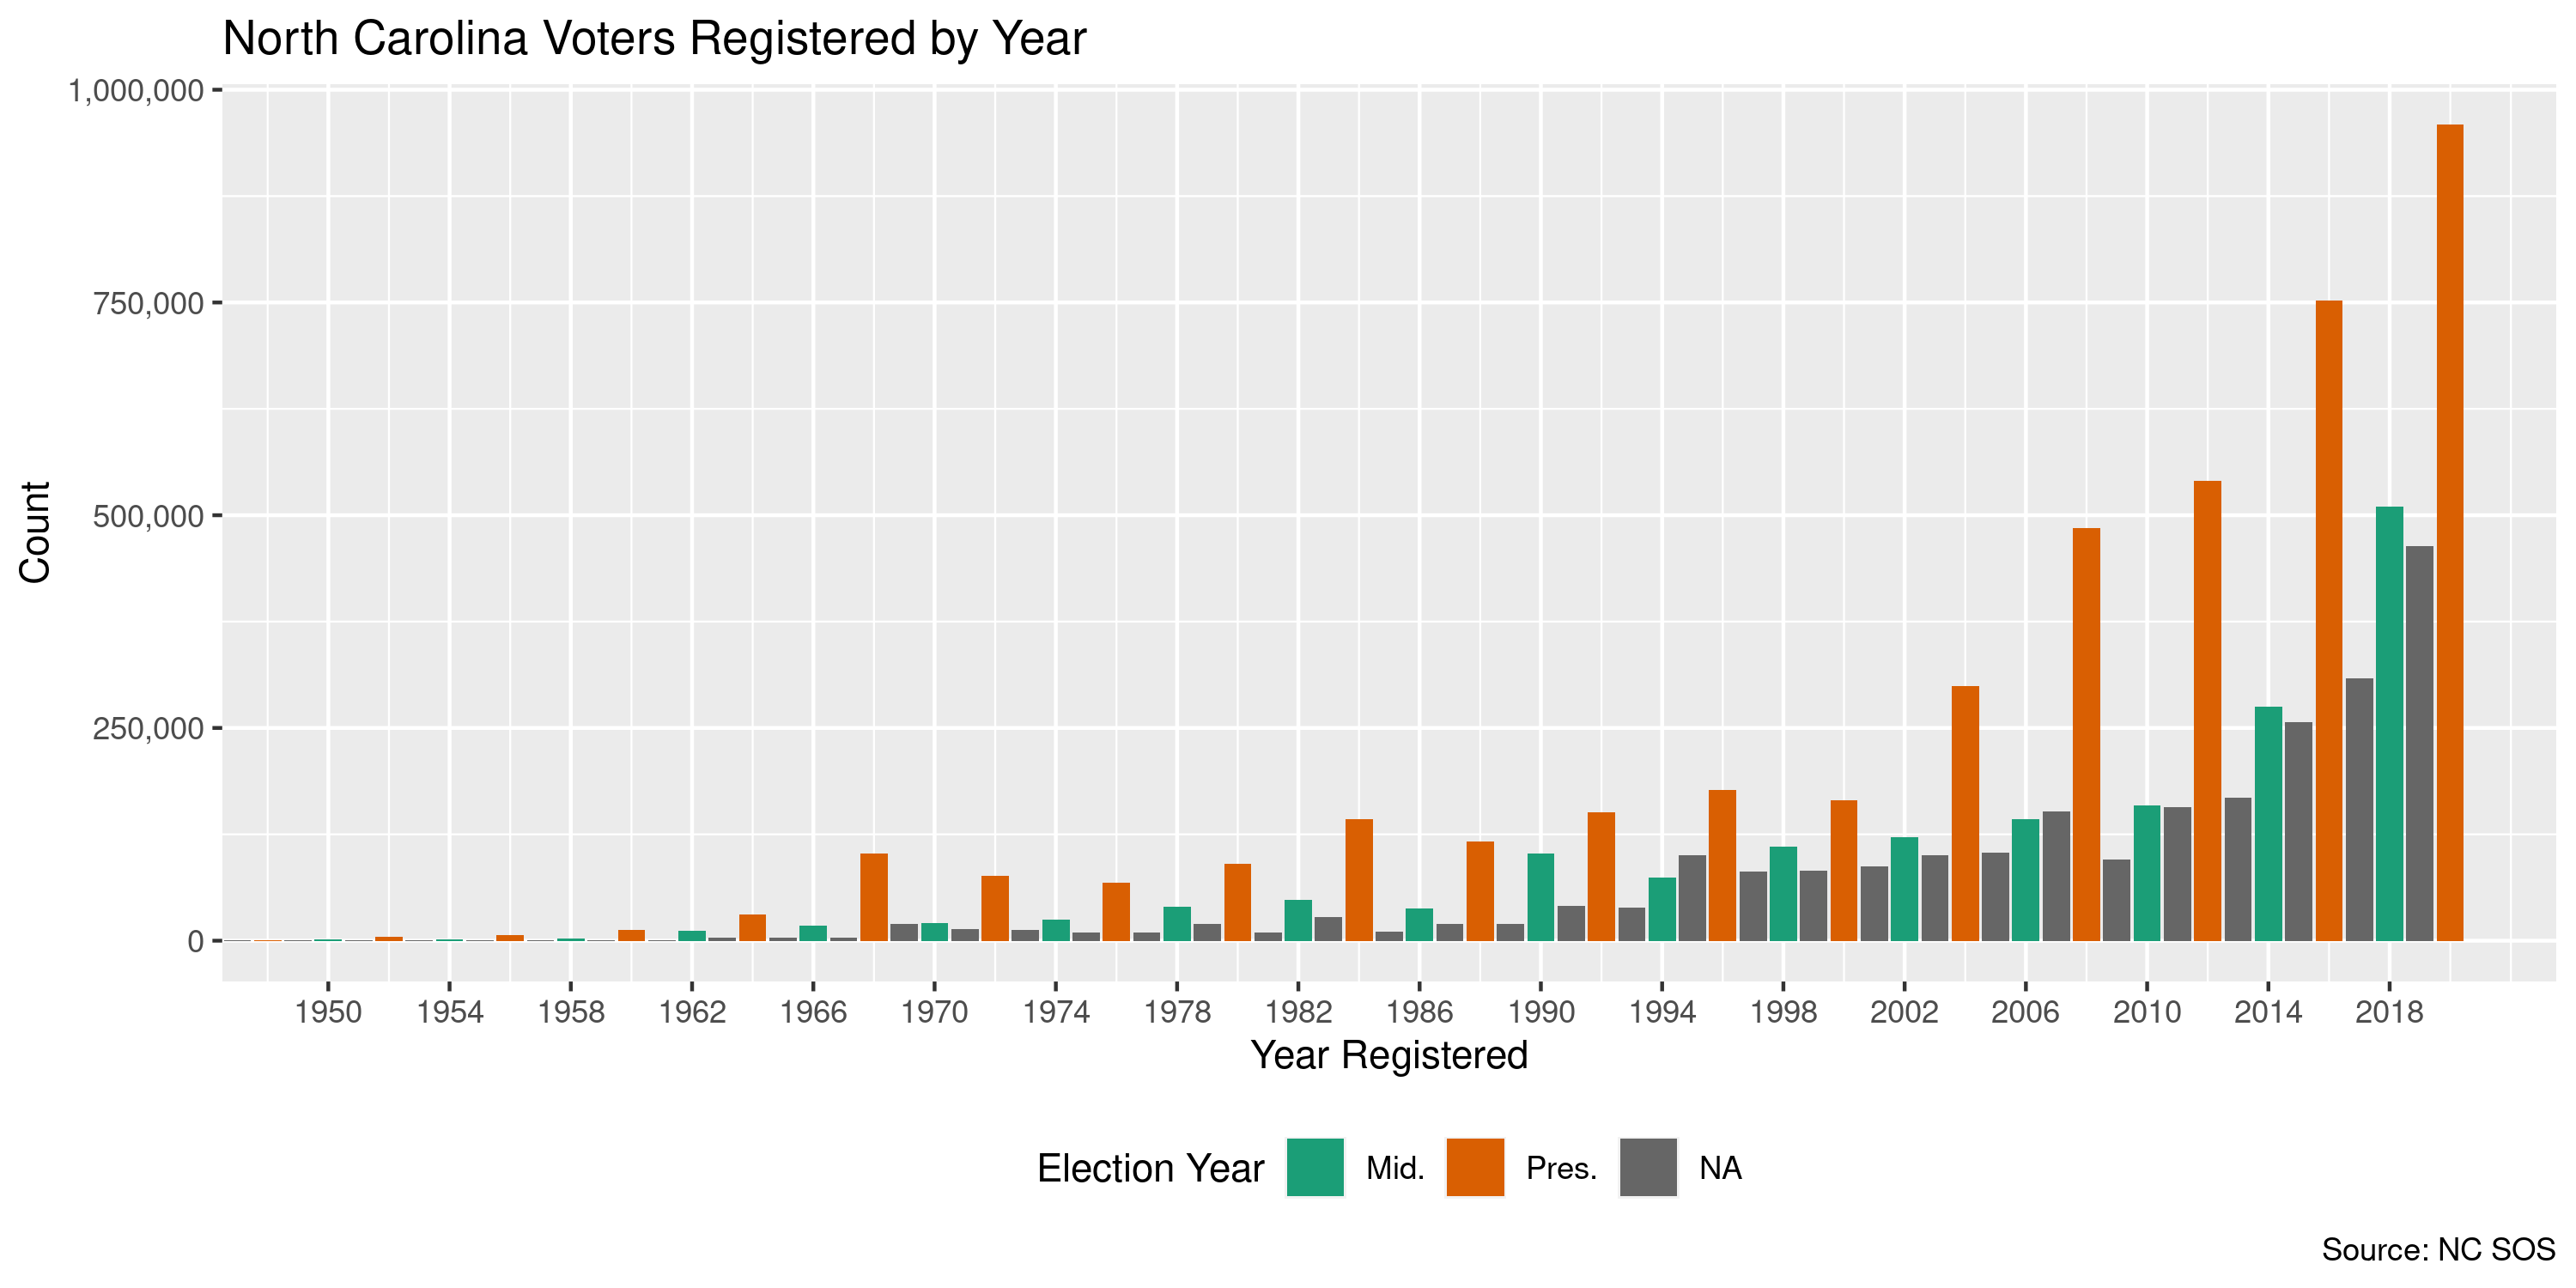 North Carolina Voters Registered by Year
1,000,000
750,000
500,000
250,000
0
Count
1950 1954 1958 1962 1966 1970 1974 1978 1982 1986 1990 1994 1998 2002 2006 2010 2014 2018
Year Registered
Election Year Mid. Pres. NA
Source: NC SOS